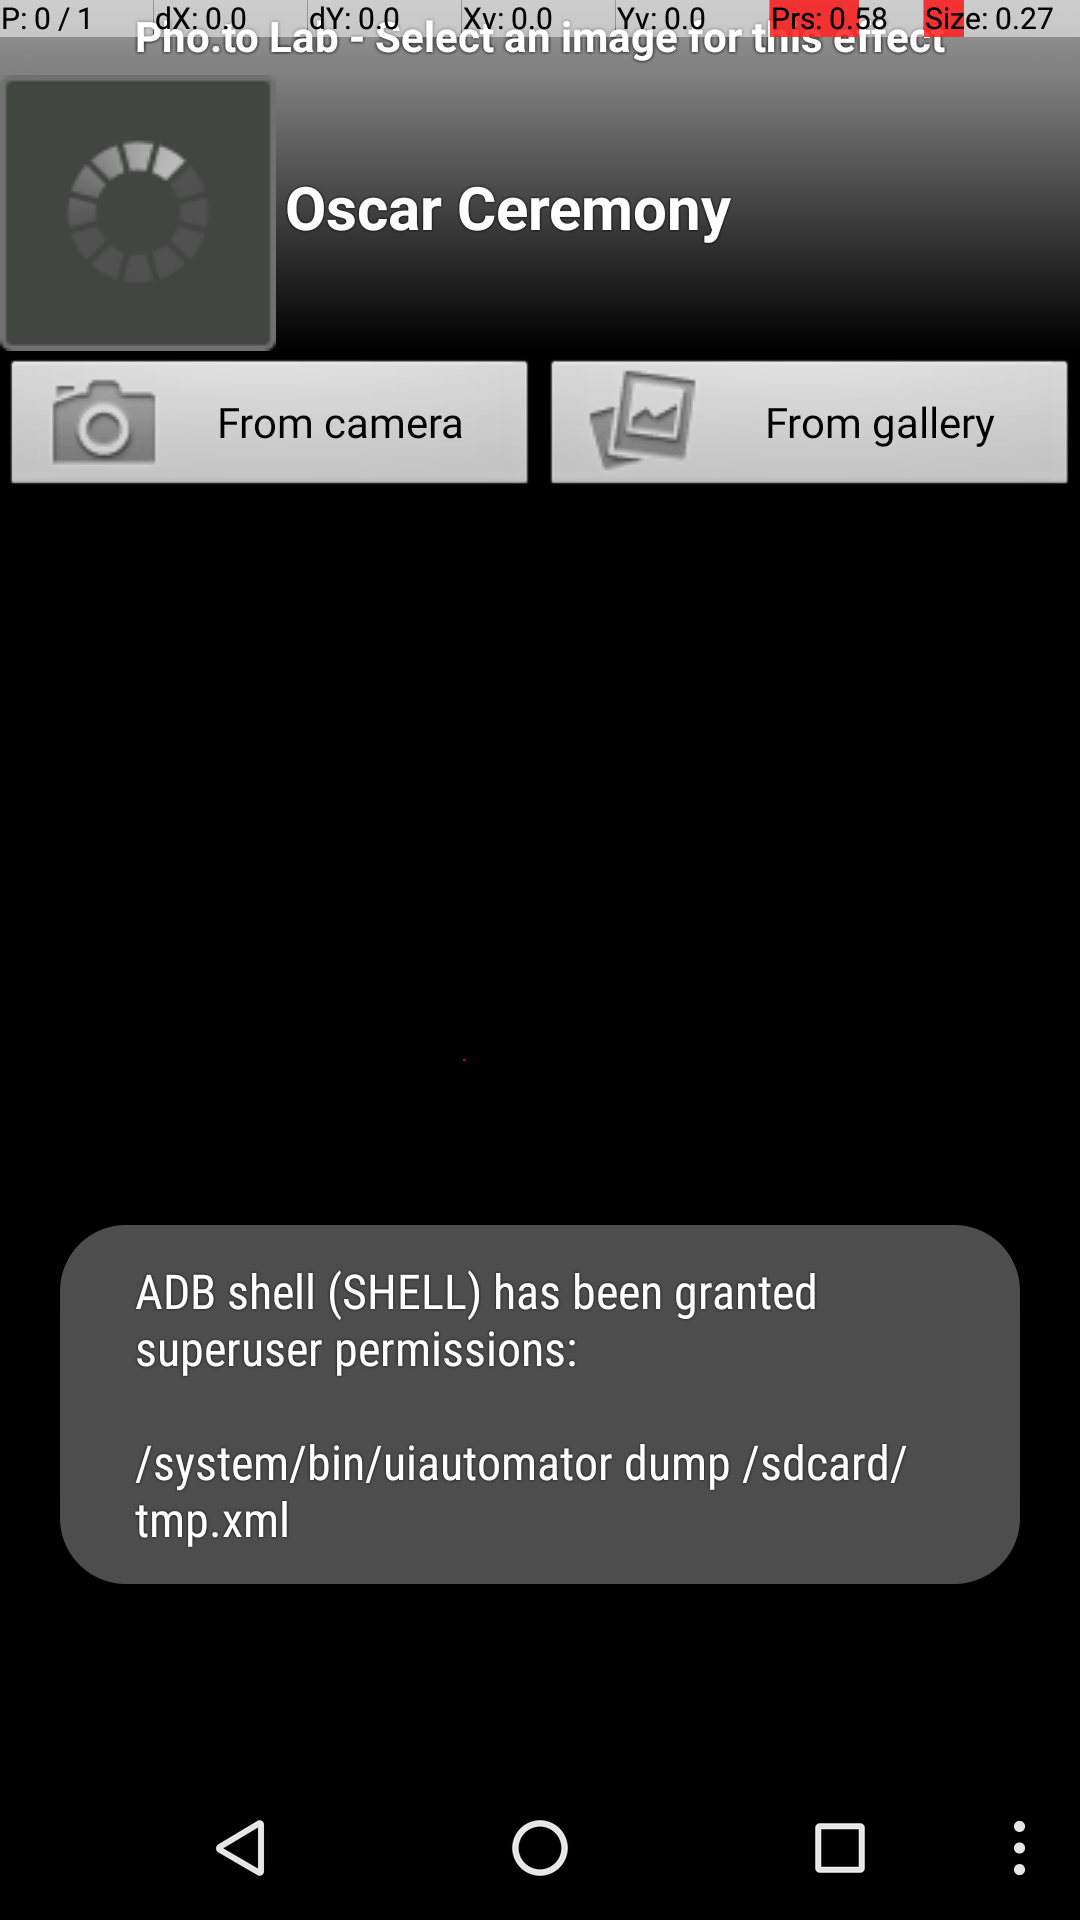 P: 0 / 1 dX: 0.0 dY: 0.0 Xv: 0.0 Yv: 0.0 Prs: 0.58 Size: 0.27
Pho.to Lab - Select an image for this effect
Oscar Ceremony
From camera From gallery
ADB shell (SHELL) has been granted
superuser permissions:
/system/bin/uiautomator dump /sdcard/
tmp.xml